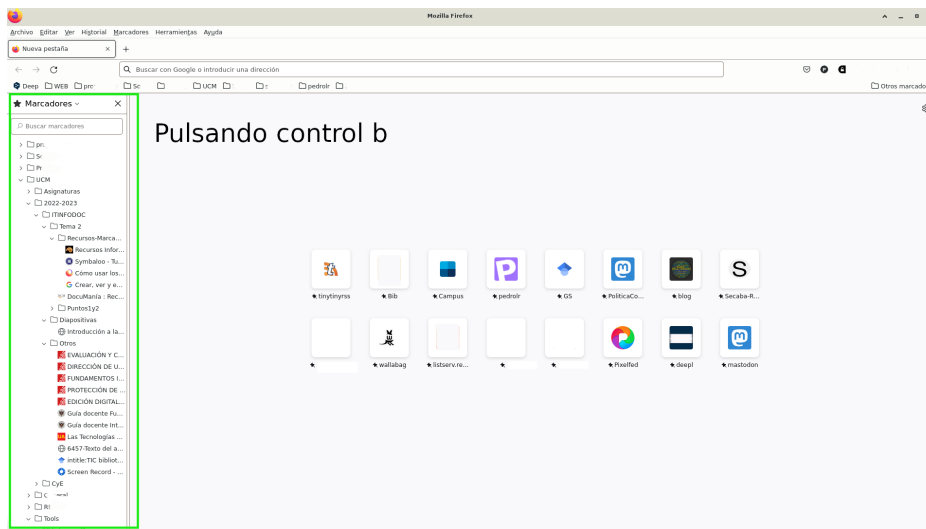 Mozilla Firefox
Archivo Editar Ver Historial Marcadores Herramientas Ayuda
Nueva pestaña
Buscar con Google o introducir una dirección
Deep WEB pre UCM pedrolr Otros marcado
Marcadores
Buscar marcadores
Pulsando control b
UCM
Asignaturas
2022-2023
ITINFODOC
Tema 2
Recursos-Marca...
Recursos Infor...
Symbaloo - Tu...
Cómo usar los...
Crear, ver y e...
DocuManía : Rec...
Puntos1y2
Diapositivas
Introducción a la...
Otros
EVALUACIÓN Y C...
DIRECCIÓN DE U...
FUNDAMENTOS I...
PROTECCIÓN DE ...
EDICIÓN DIGITAL...
Guía docente Fu...
Guía docente Int...
Las Tecnologías ...
6457-Texto del a...
intitle:TIC bibliot...
Screen Record - ...
CyE
Tools
tinytinyrss Bib Campus pedrolr GS PoliticaCo... blog Secaba-R...
wallabag listserv.re... Pixelfed deepl mastodon